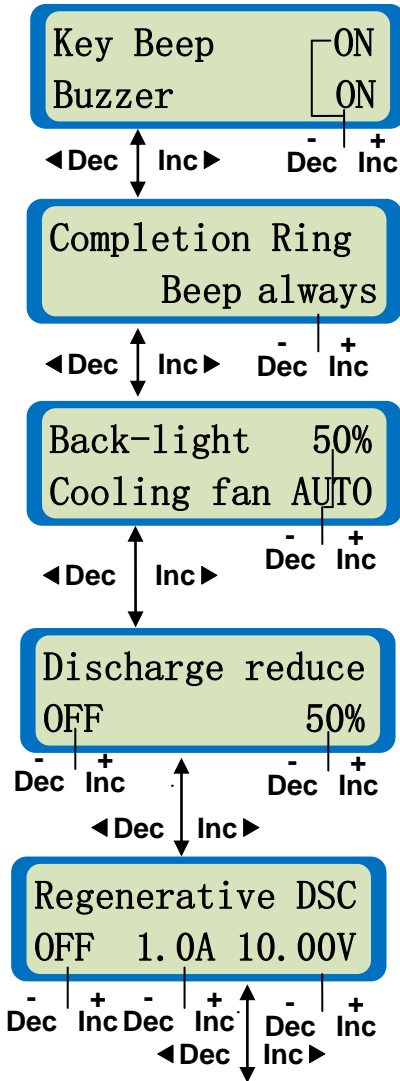 Key Beep ON
Buzzer ON
- +
◀Dec Inc▶ Dec Inc
Completion Ring
Beep always
- +
◀Dec Inc▶ Dec Inc
Back-light 50%
Cooling fan AUTO
- +
Dec Inc
◀Dec Inc▶
Discharge reduce
OFF 50%
- + - +
Dec Inc Dec Inc
◀Dec Inc▶
Regenerative DSC
OFF 1.0A 10.00V
- + - + - +
Dec Inc Dec Inc Dec Inc
◀Dec Inc▶